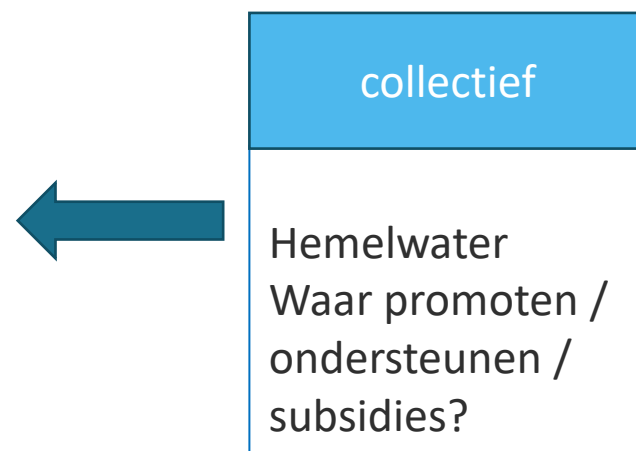 collectief
Hemelwater
Waar promoten /
ondersteunen /
subsidies?